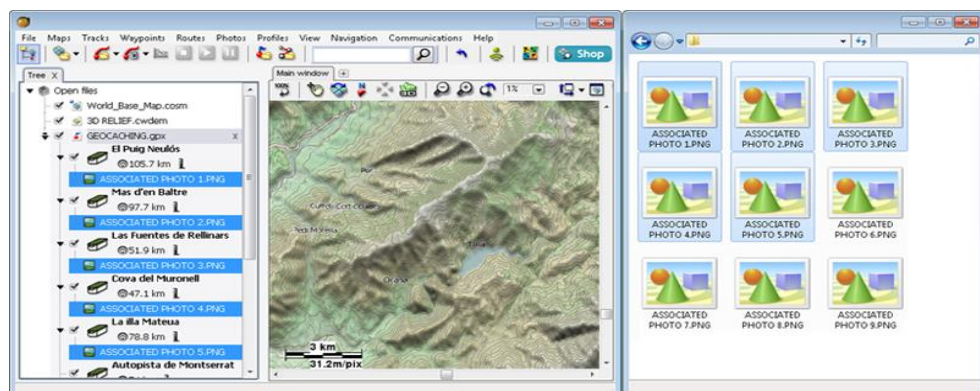 File Maps Tracks Waypoints Routes Photos Profiles View Navigation Communications Help
Shop
Tree X
Main window
100%
1%
Open files
World_Base_Map.cosm
3D RELIEF.cwdem
GEOCACHING.gpx x
El Puig Neulós
105.7 km
ASSOCIATED PHOTO 1.PNG
Mas d'en Baltre
97.7 km
ASSOCIATED PHOTO 2.PNG
Las Fuentes de Rellinars
51.9 km
ASSOCIATED PHOTO 3.PNG
Cova del Muronell
47.1 km
ASSOCIATED PHOTO 4.PNG
La illa Mateua
78.8 km
ASSOCIATED PHOTO 5.PNG
Autopista de Montserrat
3 km
31.2m/pix
ASSOCIATED PHOTO 1.PNG
ASSOCIATED PHOTO 2.PNG
ASSOCIATED PHOTO 3.PNG
ASSOCIATED PHOTO 4.PNG
ASSOCIATED PHOTO 5.PNG
ASSOCIATED PHOTO 6.PNG
ASSOCIATED PHOTO 7.PNG
ASSOCIATED PHOTO 8.PNG
ASSOCIATED PHOTO 9.PNG